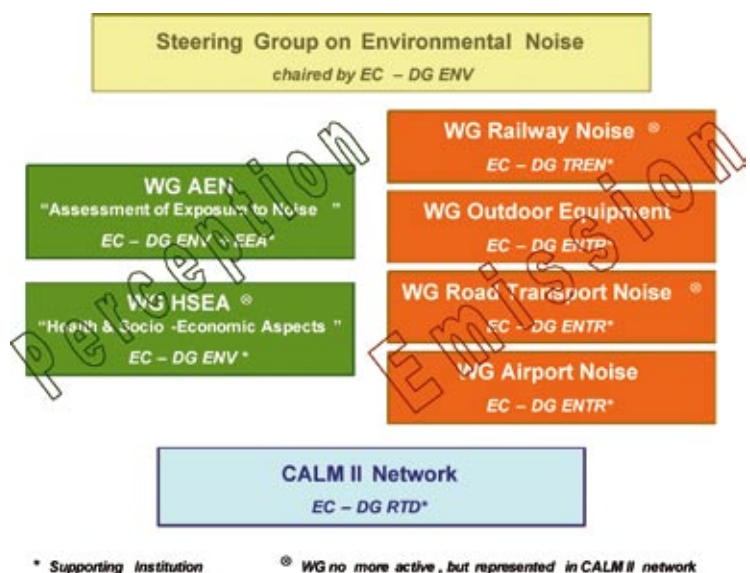 Steering Group on Environmental Noise
chaired by EC – DG ENV
WG AEN
“Assessment of Exposure to Noise ”
EC – DG ENV – EEA*
WG HSEA ®
“Health & Socio -Economic Aspects ”
EC – DG ENV *
Perception
WG Railway Noise ®
EC – DG TREN*
WG Outdoor Equipment
EC – DG ENTR*
WG Road Transport Noise ®
EC – DG ENTR*
WG Airport Noise
EC – DG ENTR*
Emission
CALM II Network
EC – DG RTD*
* Supporting Institution
® WG no more active , but represented in CALM II network